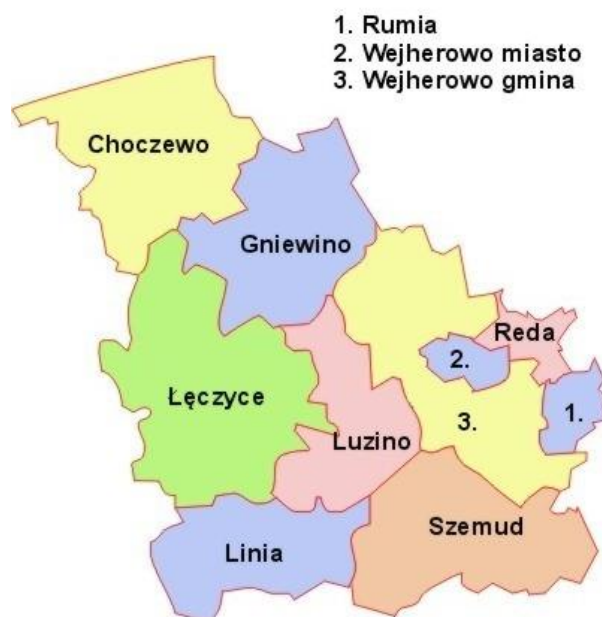 1. Rumia
2. Wejherowo miasto
3. Wejherowo gmina
Choczewo
Gniewino
Reda
2.
Łęczyce
1.
3.
Luzino
Szemud
Linia